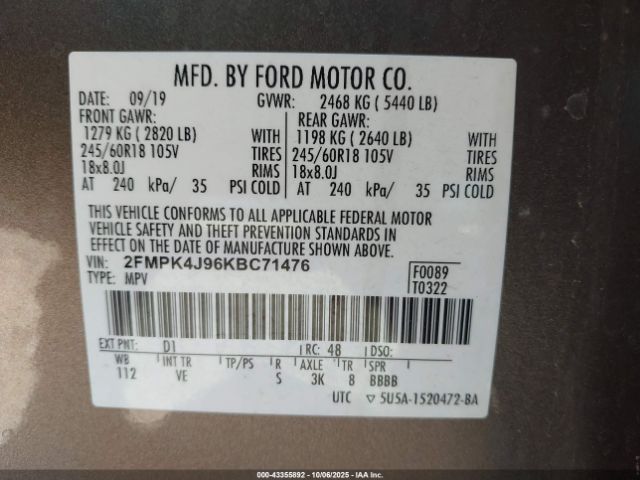 MFD. BY FORD MOTOR CO.
DATE: 09/19 GVWR: 2468 KG ( 5440 LB)
FRONT GAWR: REAR GAWR:
1279 KG ( 2820 LB) WITH 1198 KG ( 2640 LB) WITH
245/60R18 105V TIRES 245/60R18 105V TIRES
18x8.0J RIMS 18x8.0J RIMS
AT 240 kPa/ 35 PSI COLD AT 240 kPa/ 35 PSI COLD
THIS VEHICLE CONFORMS TO ALL APPLICABLE FEDERAL MOTOR
VEHICLE SAFETY AND THEFT PREVENTION STANDARDS IN
EFFECT ON THE DATE OF MANUFACTURE SHOWN ABOVE.
VIN: 2FMPK4J96KBC71476 F0089
TYPE: MPV T0322
EXT PNT: D1 RC: 48 DSO:
WB INT TR TP/PS R AXLE TR SPR
112 VE S 3K 8 BBBB
UTC ▽ 5U5A-1520472-BA
© 43355892 - 10/06/2025 - IAA, Inc.